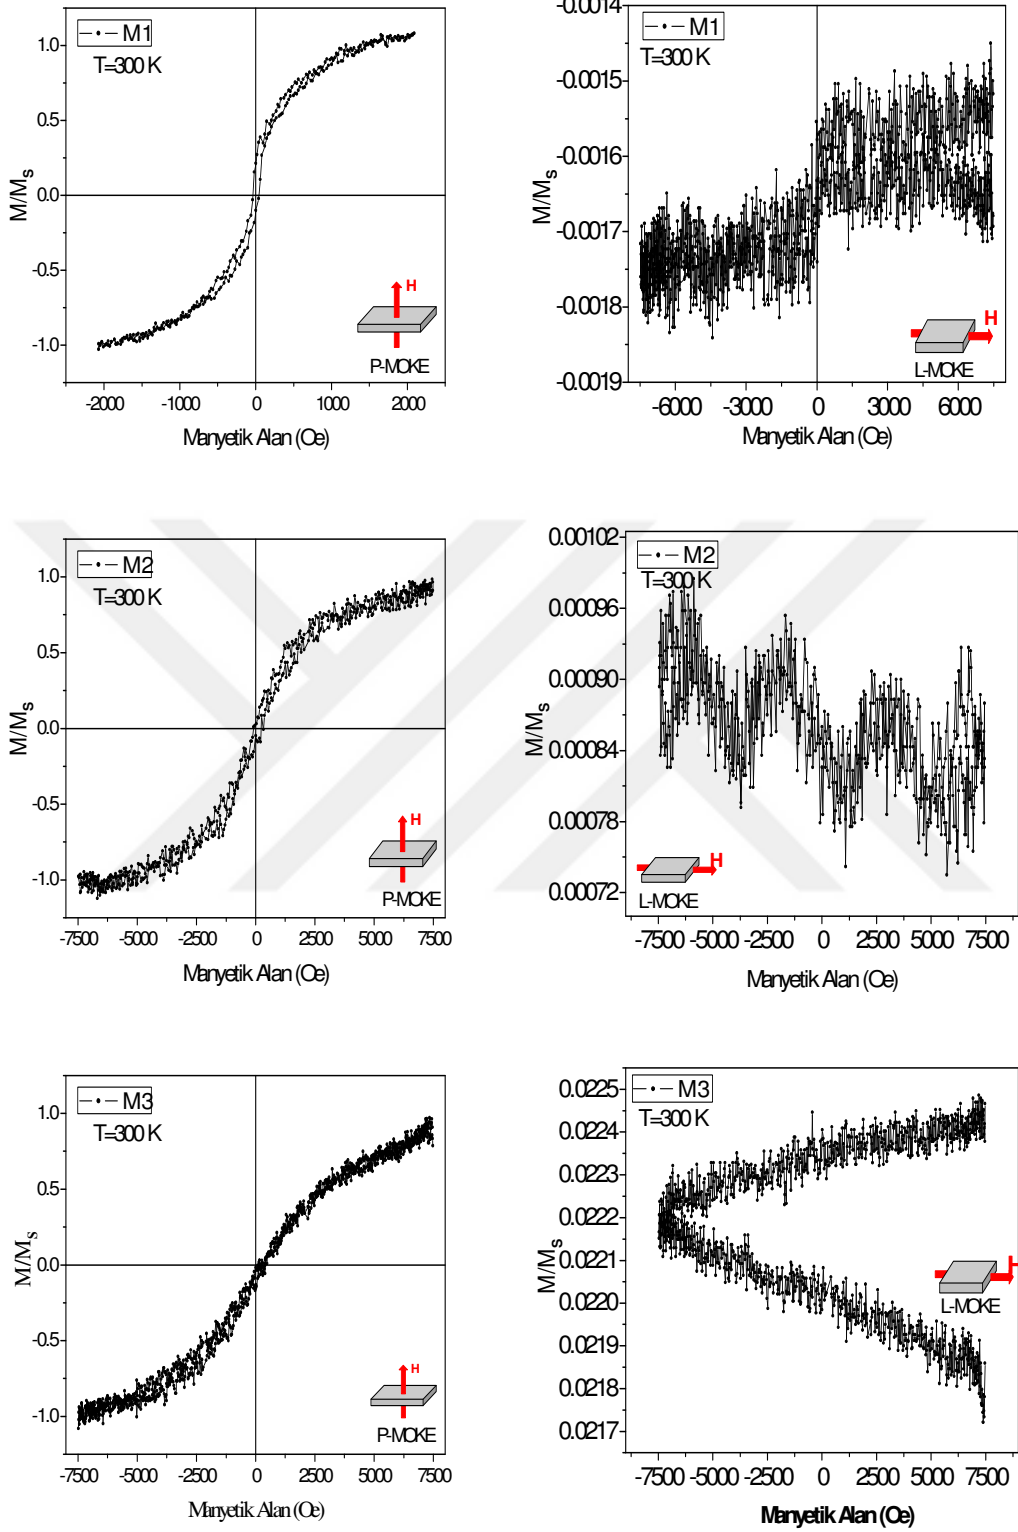 M1
T=300 K
1.0
0.5
0.0
-0.5
-1.0
M/Ms
H
P-MOKE
-2000 -1000 0 1000 2000
Manyetik Alan (Oe)
-0.0014
M1
T=300 K
-0.0015
-0.0016
-0.0017
-0.0018
-0.0019
M/Ms
H
L-MOKE
-6000 -3000 0 3000 6000
Manyetik Alan (Oe)
M2
T=300 K
1.0
0.5
0.0
-0.5
-1.0
M/Ms
H
P-MOKE
-7500 -5000 -2500 0 2500 5000 7500
Manyetik Alan (Oe)
0.00102
M2
T=300 K
0.00096
0.00090
0.00084
0.00078
0.00072
M/Ms
H
L-MOKE
-7500 -5000 -2500 0 2500 5000 7500
Manyetik Alan (Oe)
M3
T=300 K
1.0
0.5
0.0
-0.5
-1.0
M/Ms
H
P-MOKE
-7500 -5000 -2500 0 2500 5000 7500
Manyetik Alan (Oe)
0.0225
M3
T=300 K
0.0224
0.0223
0.0222
0.0221
0.0220
0.0219
0.0218
0.0217
M/Ms
L-MOKE
-7500 -5000 -2500 0 2500 5000 7500
Manyetik Alan (Oe)